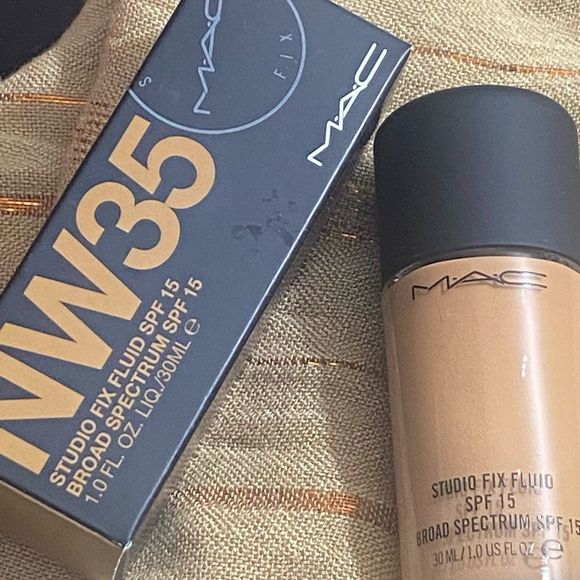 S
M·A·C
FIX
M·A·C
NW35
STUDIO FIX FLUID SPF 15
BROAD SPECTRUM SPF 15
1.0 FL. OZ. LIQ./30ML ℮
M·A·C
STUDIO FIX FLUID
SPF 15
BROAD SPECTRUM SPF 15
30 ML / 1.0 US FL OZ ℮